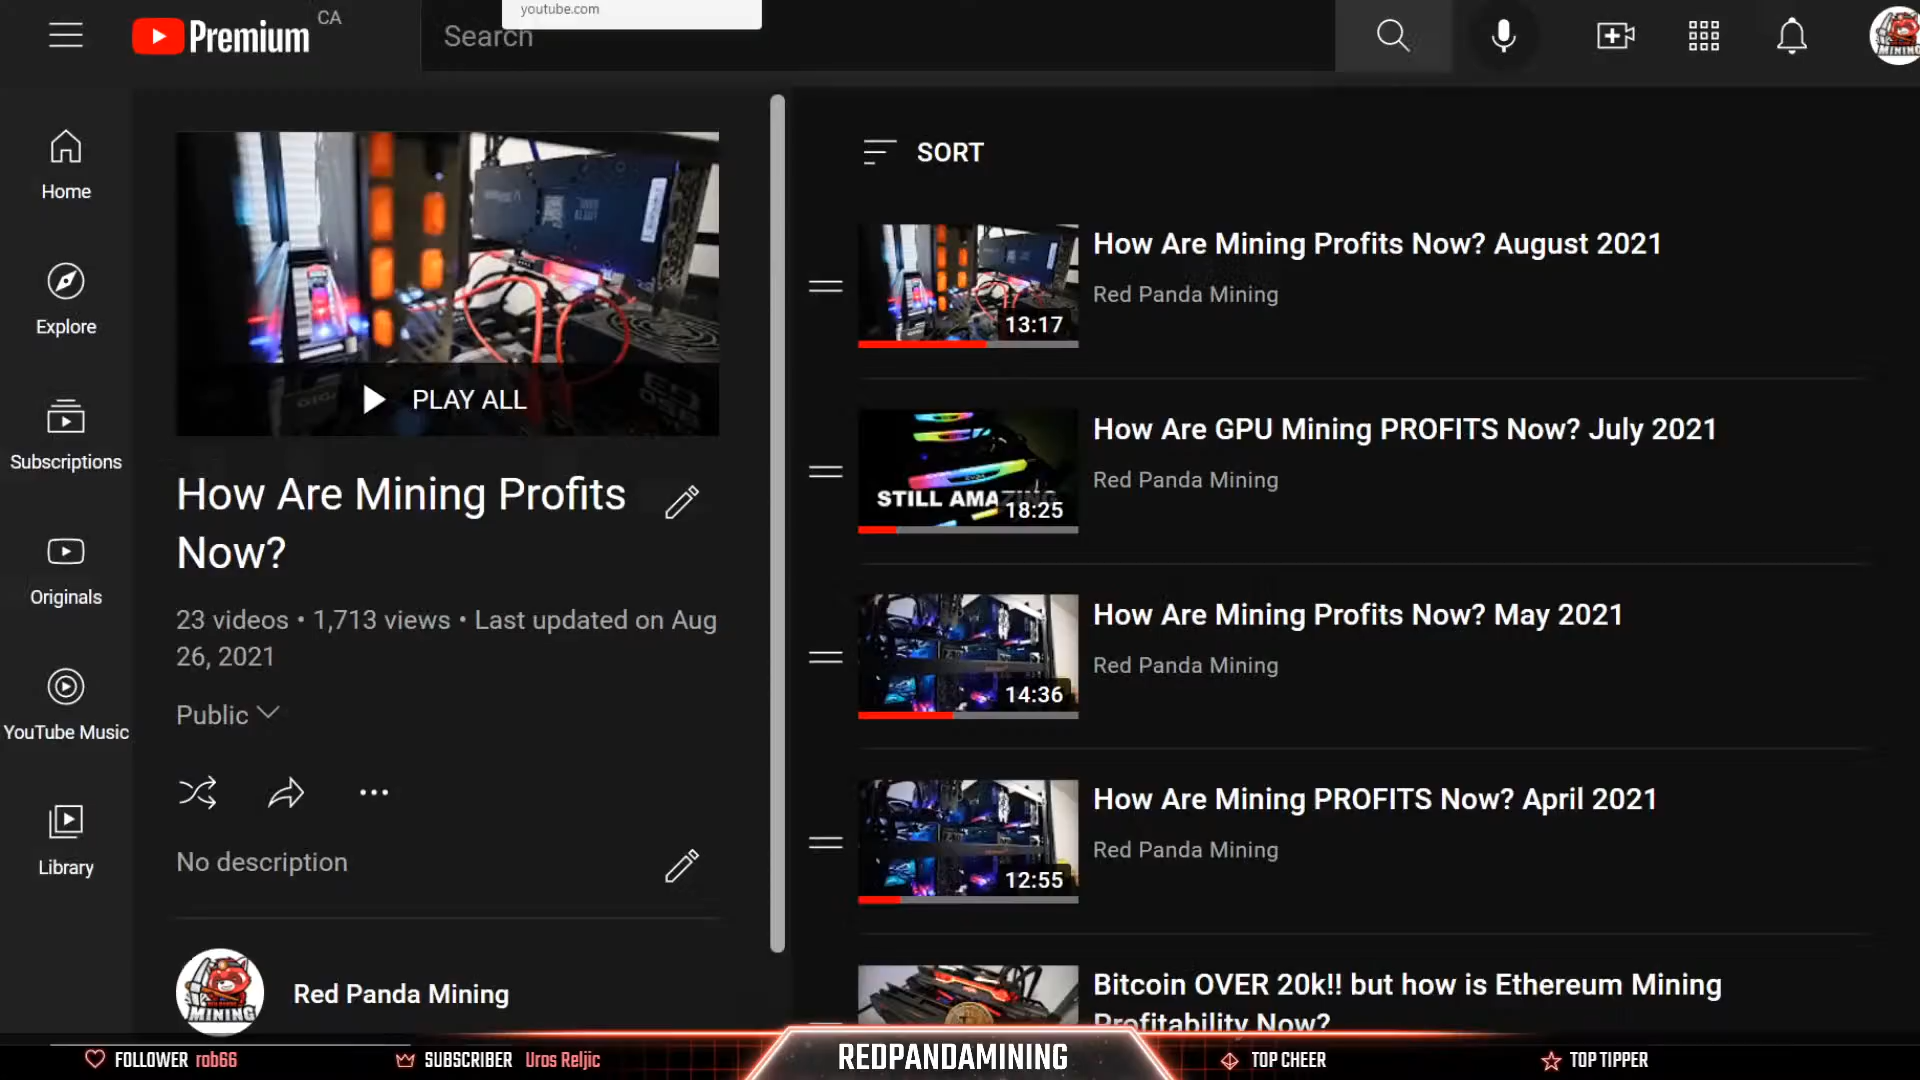 youtube.com
Premium
CA
Search
Home
Explore
Subscriptions
Originals
YouTube Music
Library
PLAY ALL
How Are Mining Profits
Now?
23 videos • 1,713 views • Last updated on Aug
26, 2021
Public
No description
MINING
Red Panda Mining
SORT
How Are Mining Profits Now? August 2021
Red Panda Mining
13:17
How Are GPU Mining PROFITS Now? July 2021
Red Panda Mining
STILL AMAZING
18:25
How Are Mining Profits Now? May 2021
Red Panda Mining
14:36
How Are Mining PROFITS Now? April 2021
Red Panda Mining
12:55
Bitcoin OVER 20k!! but how is Ethereum Mining
Profitability Now?
FOLLOWER rob66
SUBSCRIBER Uros Reljic
REDPANDAMINING
TOP CHEER
TOP TIPPER